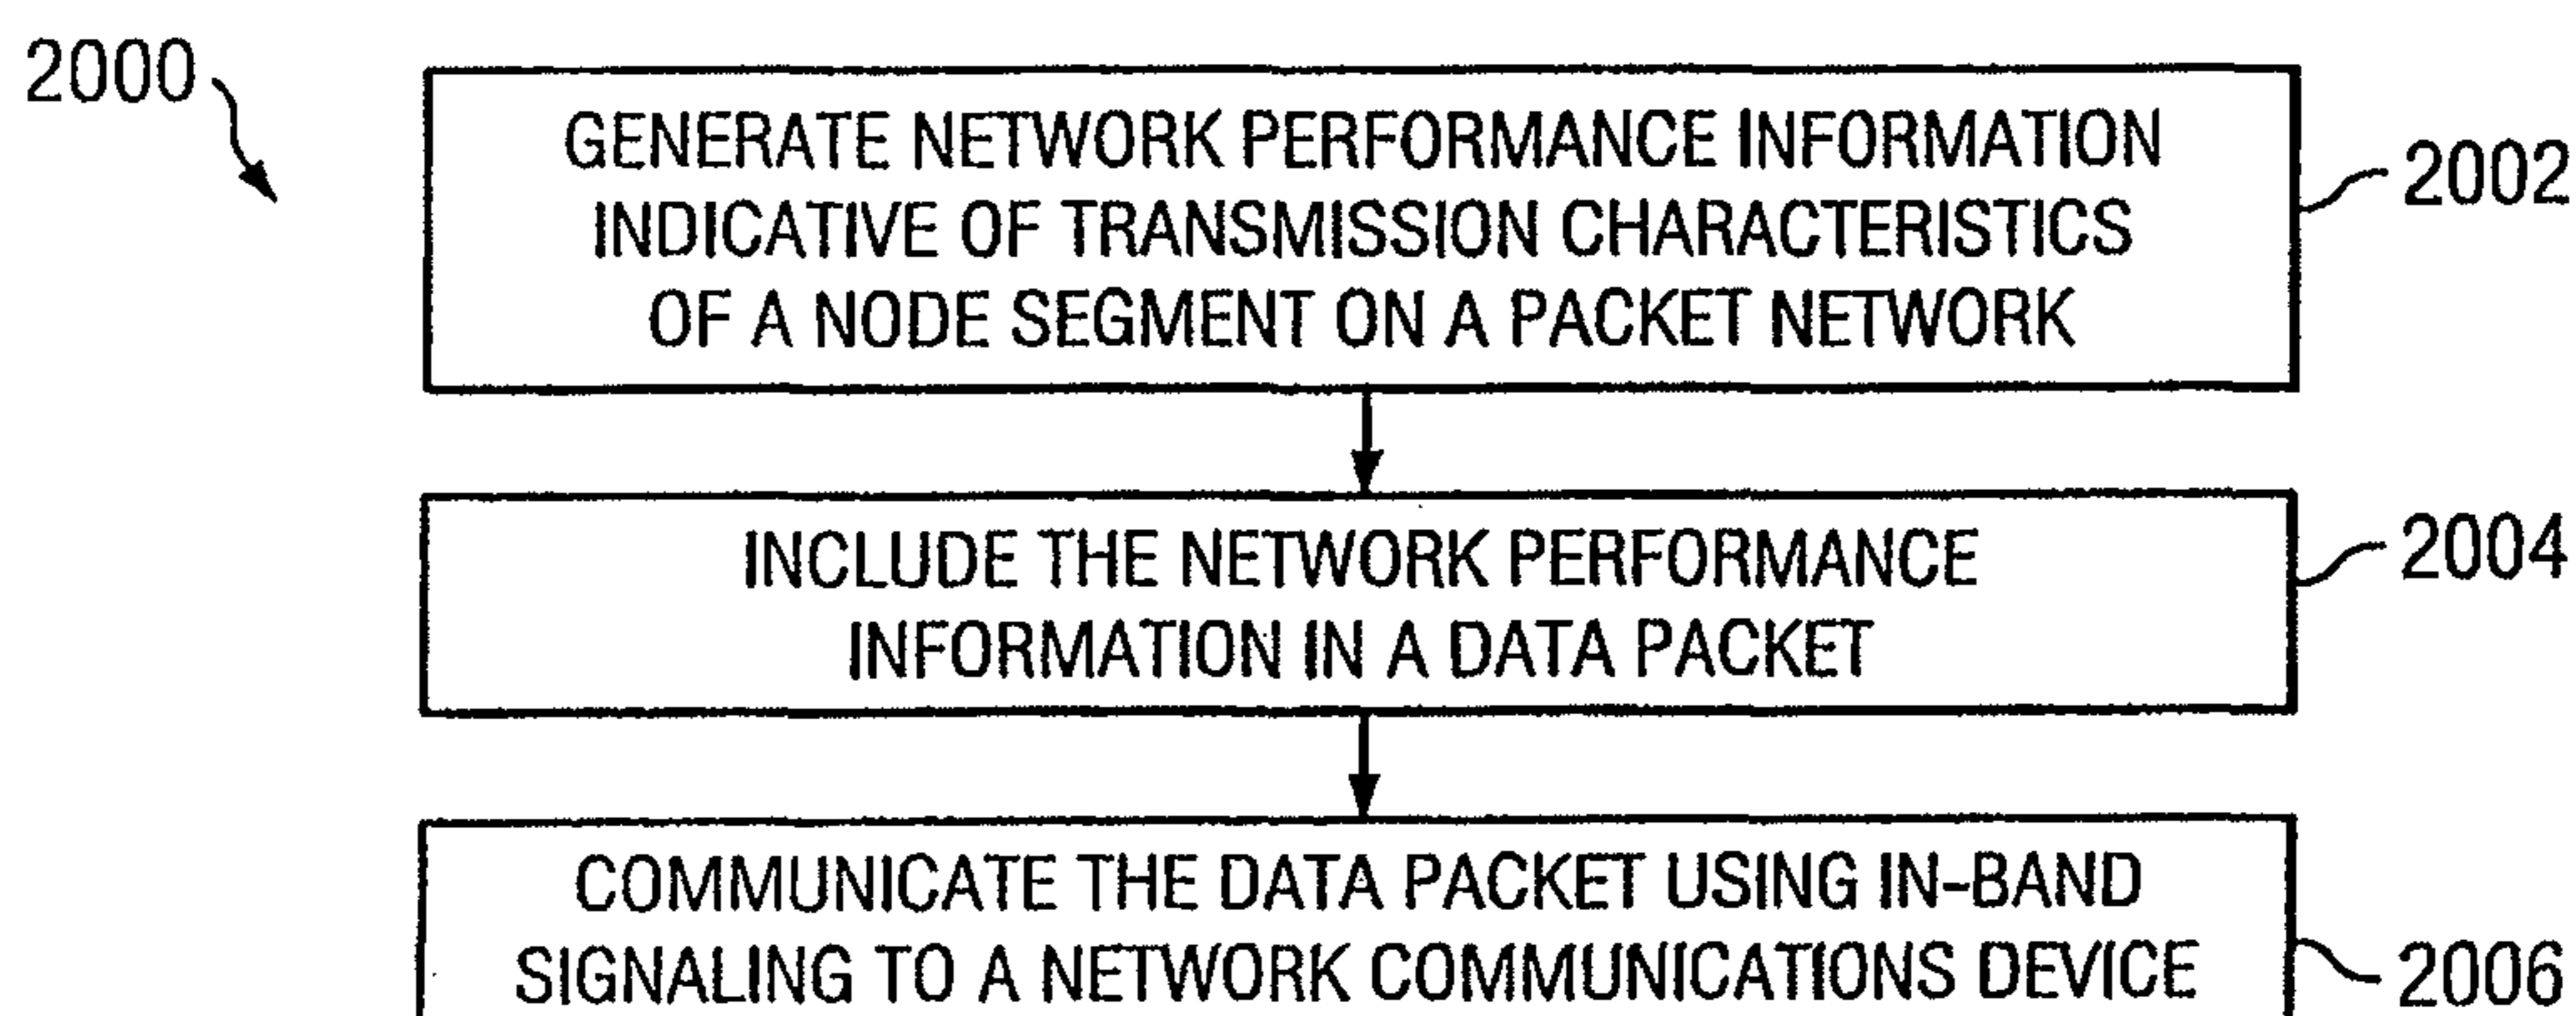 2000
GENERATE NETWORK PERFORMANCE INFORMATION
INDICATIVE OF TRANSMISSION CHARACTERISTICS
OF A NODE SEGMENT ON A PACKET NETWORK
2002
INCLUDE THE NETWORK PERFORMANCE
INFORMATION IN A DATA PACKET
2004
COMMUNICATE THE DATA PACKET USING IN-BAND
SIGNALING TO A NETWORK COMMUNICATIONS DEVICE
2006